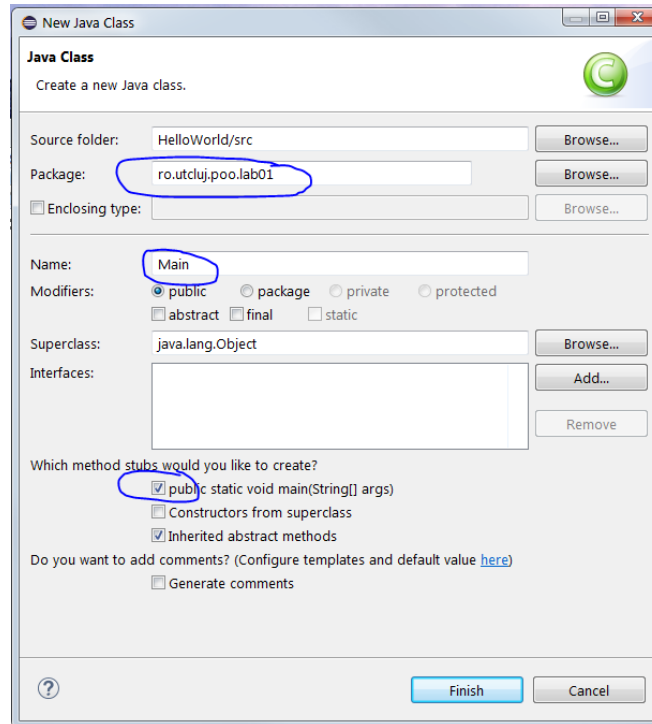 New Java Class
Java Class
Create a new Java class.
Source folder: HelloWorld/src Browse...
Package: ro.utcluj.poo.lab01 Browse...
Enclosing type: Browse...
Name: Main
Modifiers: public package private protected
abstract final static
Superclass: java.lang.Object Browse...
Interfaces: Add...
Remove
Which method stubs would you like to create?
public static void main(String[] args)
Constructors from superclass
Inherited abstract methods
Do you want to add comments? (Configure templates and default value here)
Generate comments
? Finish Cancel